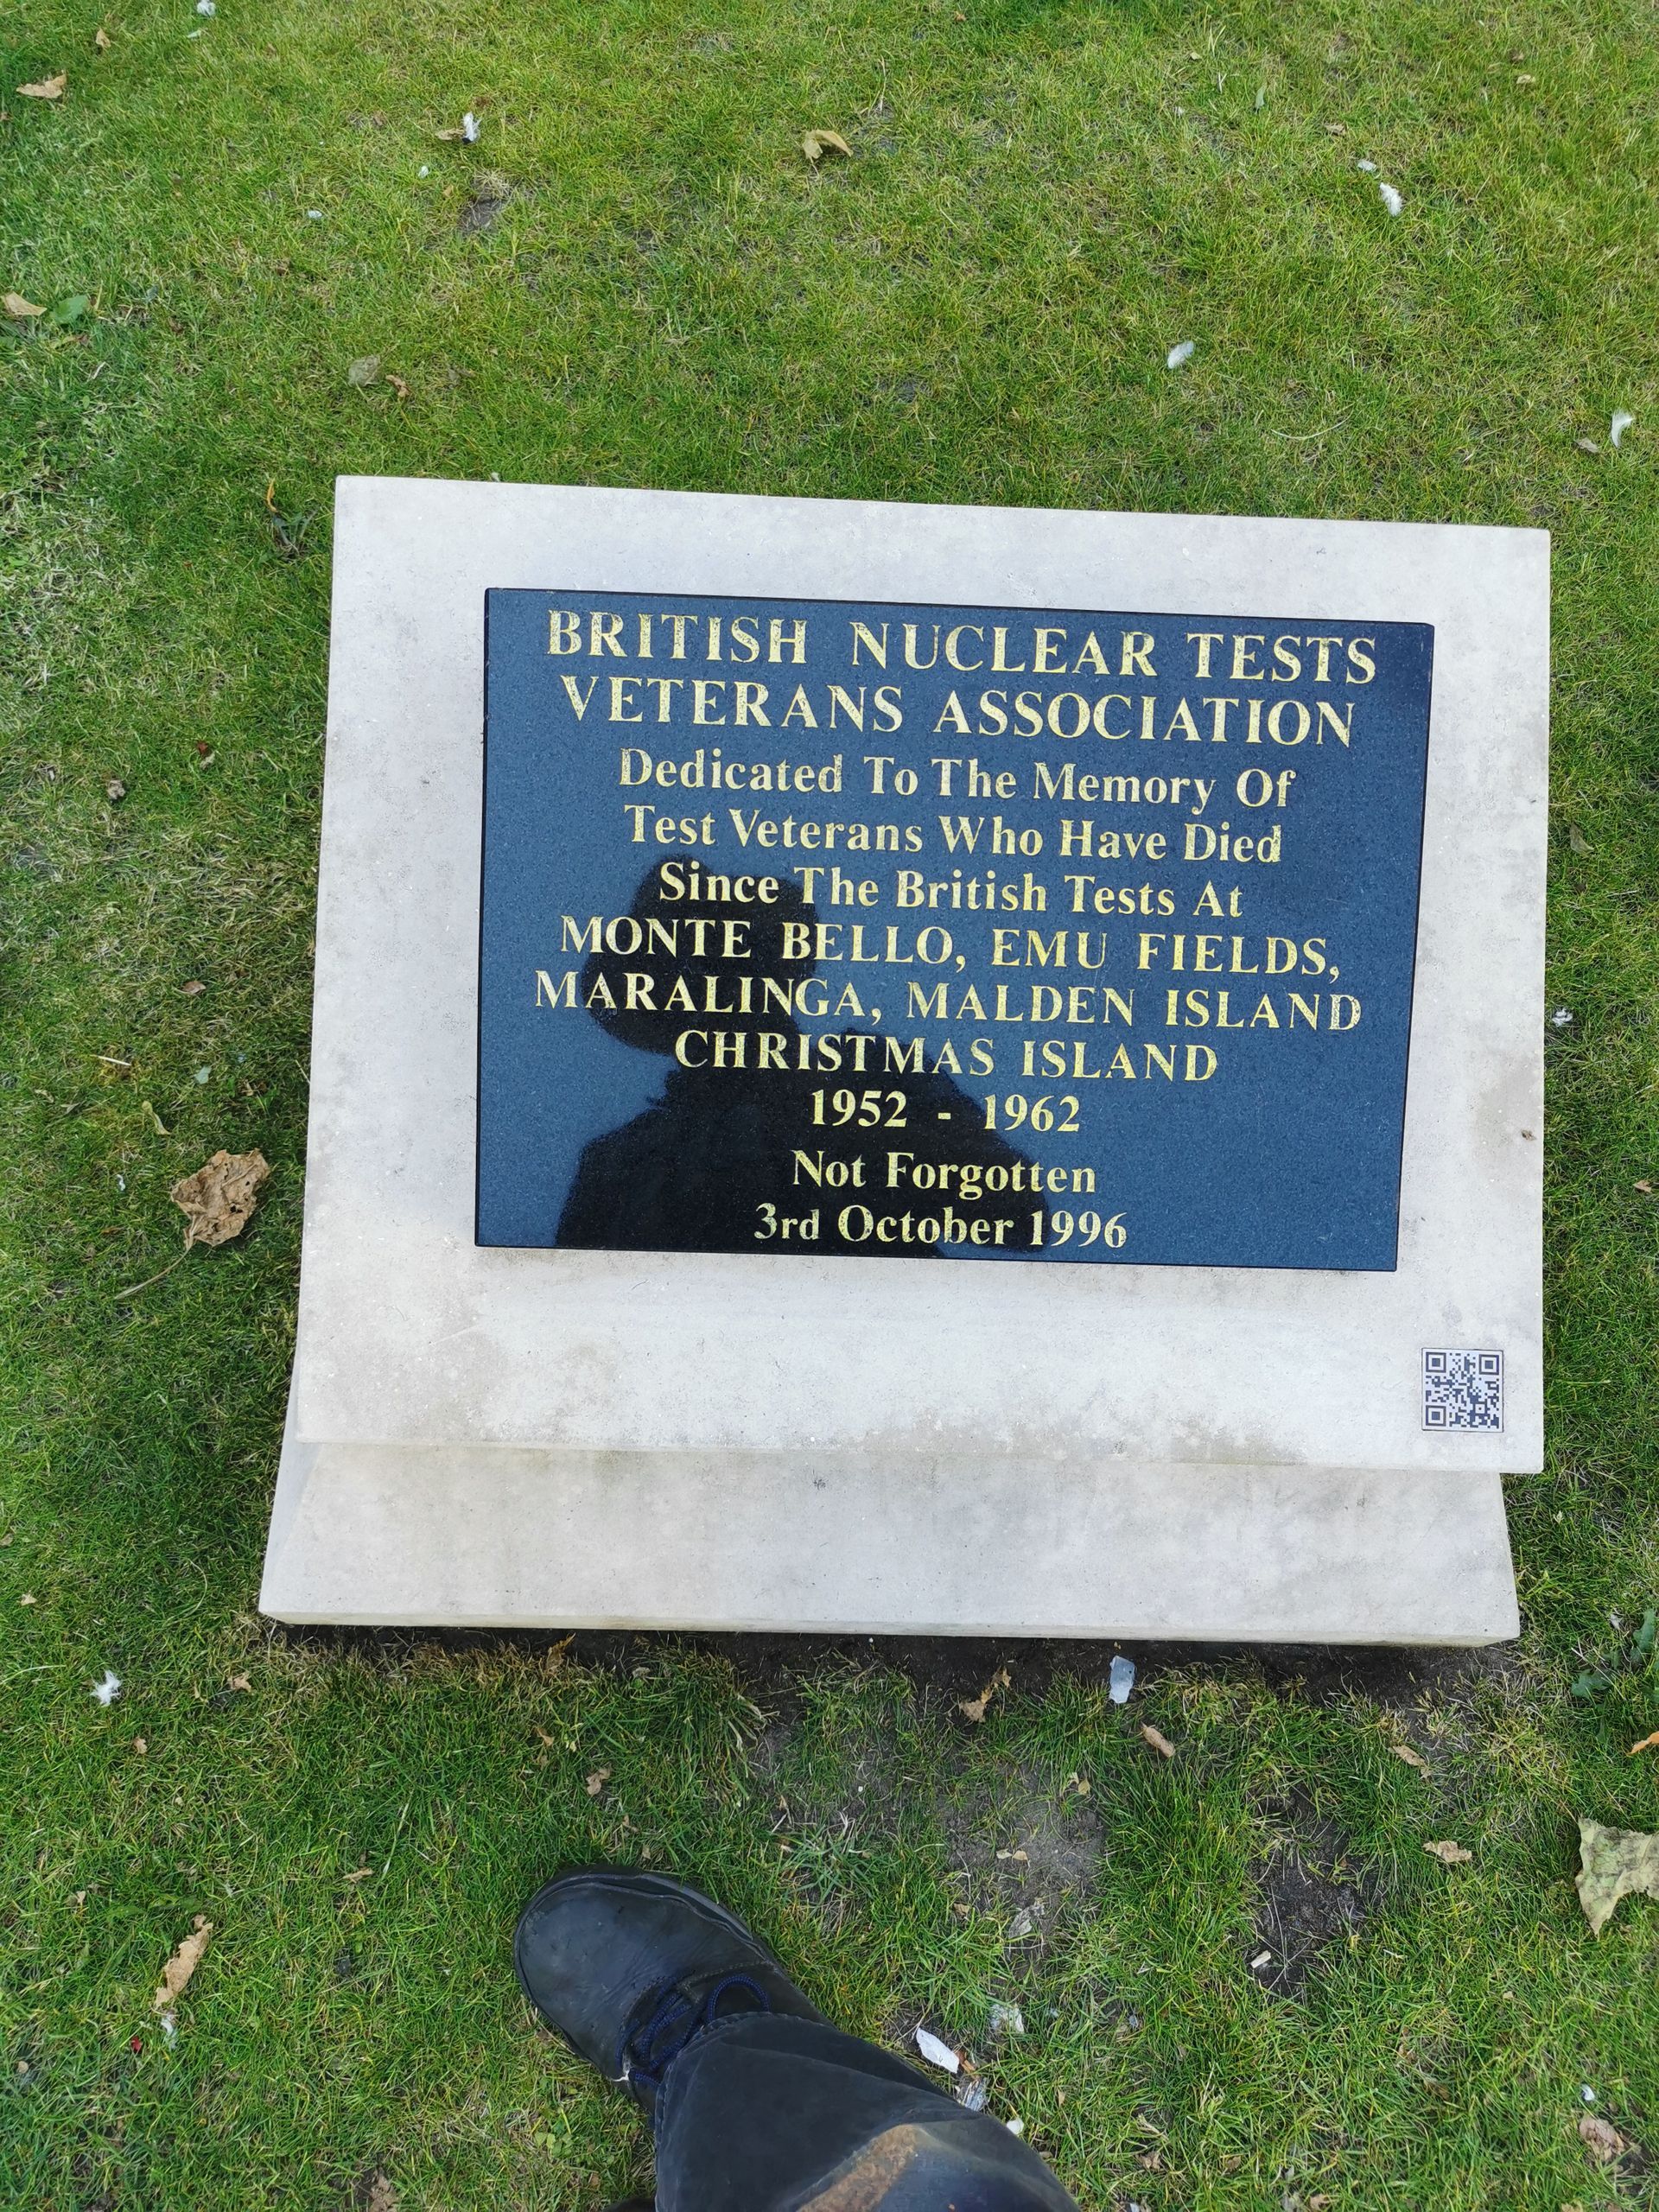 BRITISH NUCLEAR TESTS
VETERANS ASSOCIATION
Dedicated To The Memory Of
Test Veterans Who Have Died
Since The British Tests At
MONTE BELLO, EMU FIELDS,
MARALINGA, MALDEN ISLAND
CHRISTMAS ISLAND
1952 - 1962
Not Forgotten
3rd October 1996